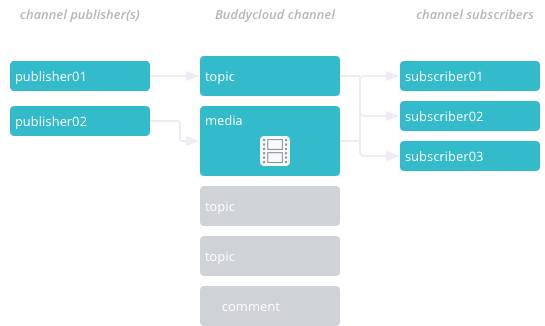 channel publisher(s)
Buddycloud channel
channel subscribers
publisher01
publisher02
topic
media
topic
topic
comment
subscriber01
subscriber02
subscriber03